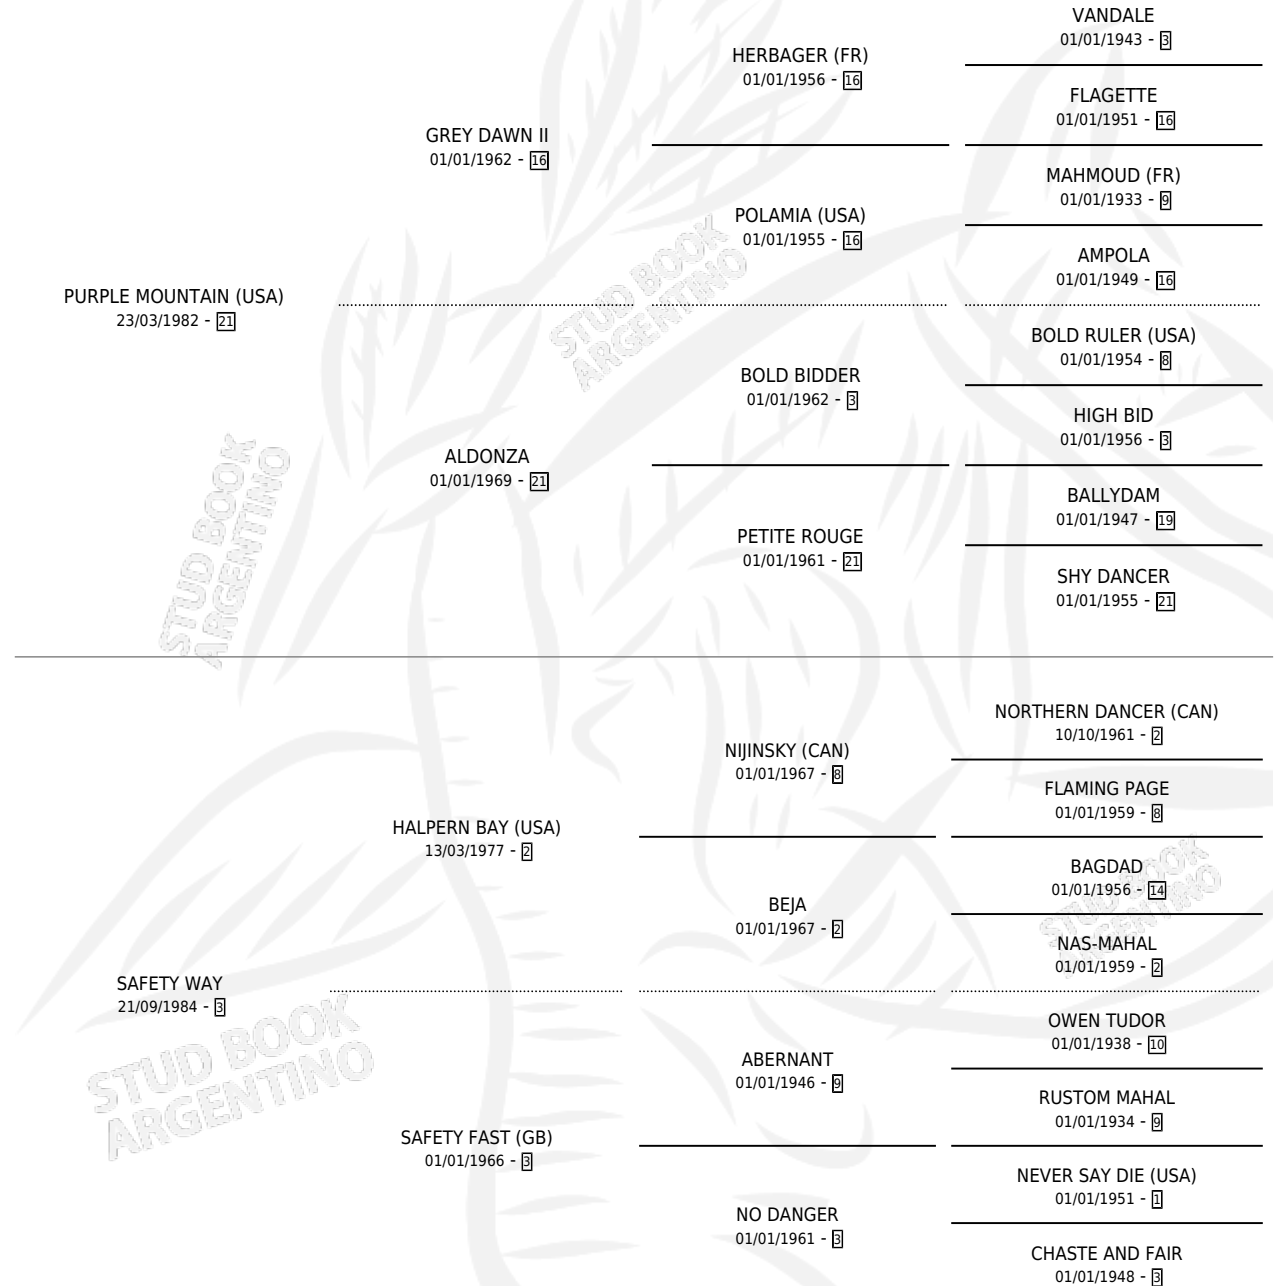 VANDALE
01/01/1943 - 3
HERBAGER (FR)
01/01/1956 - 16
FLAGETTE
01/01/1951 - 16
GREY DAWN II
01/01/1962 - 16
MAHMOUD (FR)
01/01/1933 - 9
POLAMIA (USA)
01/01/1955 - 16
AMPOLA
01/01/1949 - 16
PURPLE MOUNTAIN (USA)
23/03/1982 - 21
STUD BOOK
ARGENTINO
BOLD RULER (USA)
01/01/1954 - 8
BOLD BIDDER
01/01/1962 - 3
HIGH BID
01/01/1956 - 3
ALDONZA
01/01/1969 - 21
BALLYDAM
01/01/1947 - 19
PETITE ROUGE
01/01/1961 - 21
SHY DANCER
01/01/1955 - 21
STUD BOOK
ARGENTINO
NORTHERN DANCER (CAN)
10/10/1961 - 2
NIJINSKY (CAN)
01/01/1967 - 8
FLAMING PAGE
01/01/1959 - 8
HALPERN BAY (USA)
13/03/1977 - 2
BAGDAD
01/01/1956 - 14
BEJA
01/01/1967 - 2
NAS-MAHAL
01/01/1959 - 2
STUD BOOK
ARGENTINO
SAFETY WAY
21/09/1984 - 3
OWEN TUDOR
01/01/1938 - 10
ABERNANT
01/01/1946 - 9
RUSTOM MAHAL
01/01/1934 - 9
STUD BOOK
ARGENTINO
SAFETY FAST (GB)
01/01/1966 - 3
NEVER SAY DIE (USA)
01/01/1951 - 1
NO DANGER
01/01/1961 - 3
CHASTE AND FAIR
01/01/1948 - 3